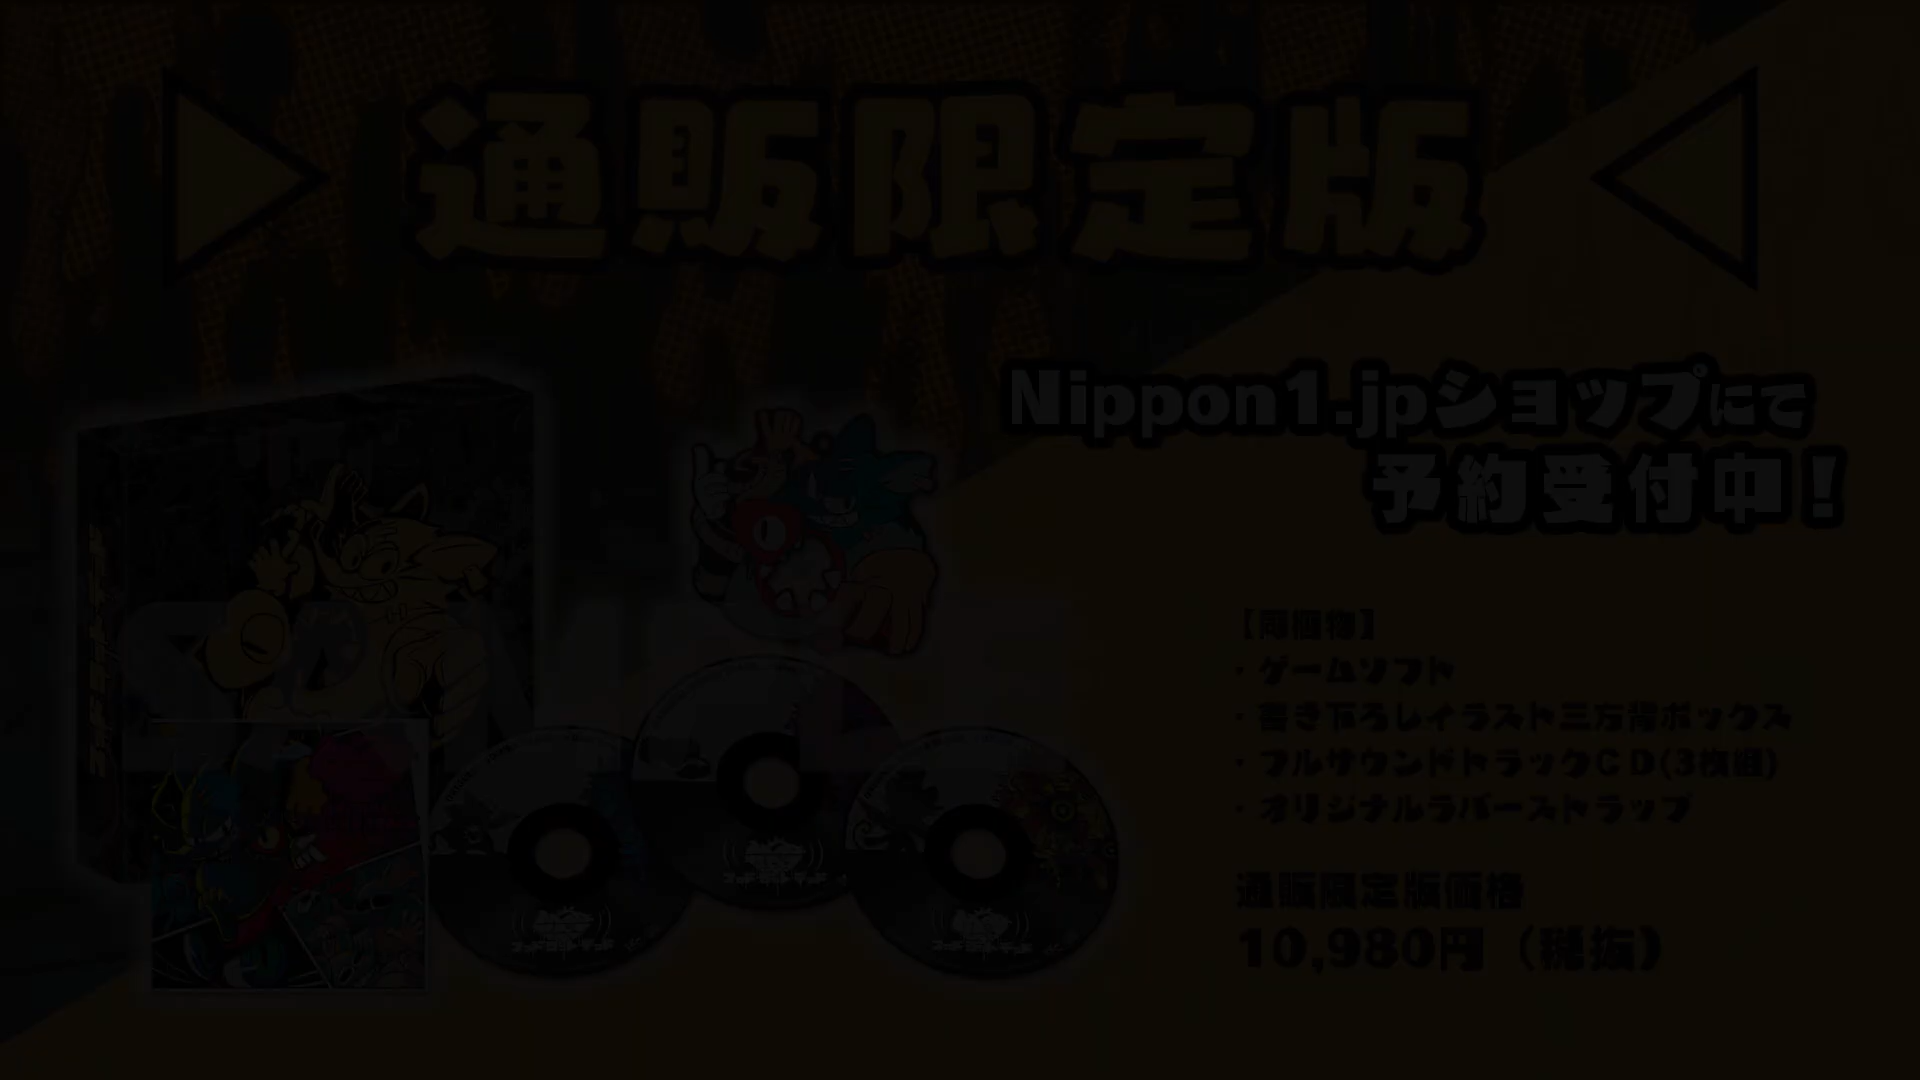 通販限定版
Nippon1.jpショップにて
予約受付中！
【同梱物】
・ゲームソフト
・書き下ろしイラスト三方背ボックス
・フルサウンドトラックＣＤ(3枚組)
・オリジナルラバーストラップ
通販限定版価格
10,980円（税抜）